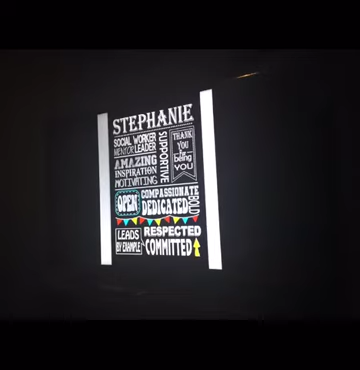 STEPHANIE
SOCIAL WORKER
MENTOR LEADER
SUPPORTIVE
THANK
YOU
for
being
YOU
AMAZING
INSPIRATION
MOTIVATING
OPEN
COMPASSIONATE
DEDICATED
BOLD
LEADS
BY EXAMPLE
RESPECTED
COMMITTED